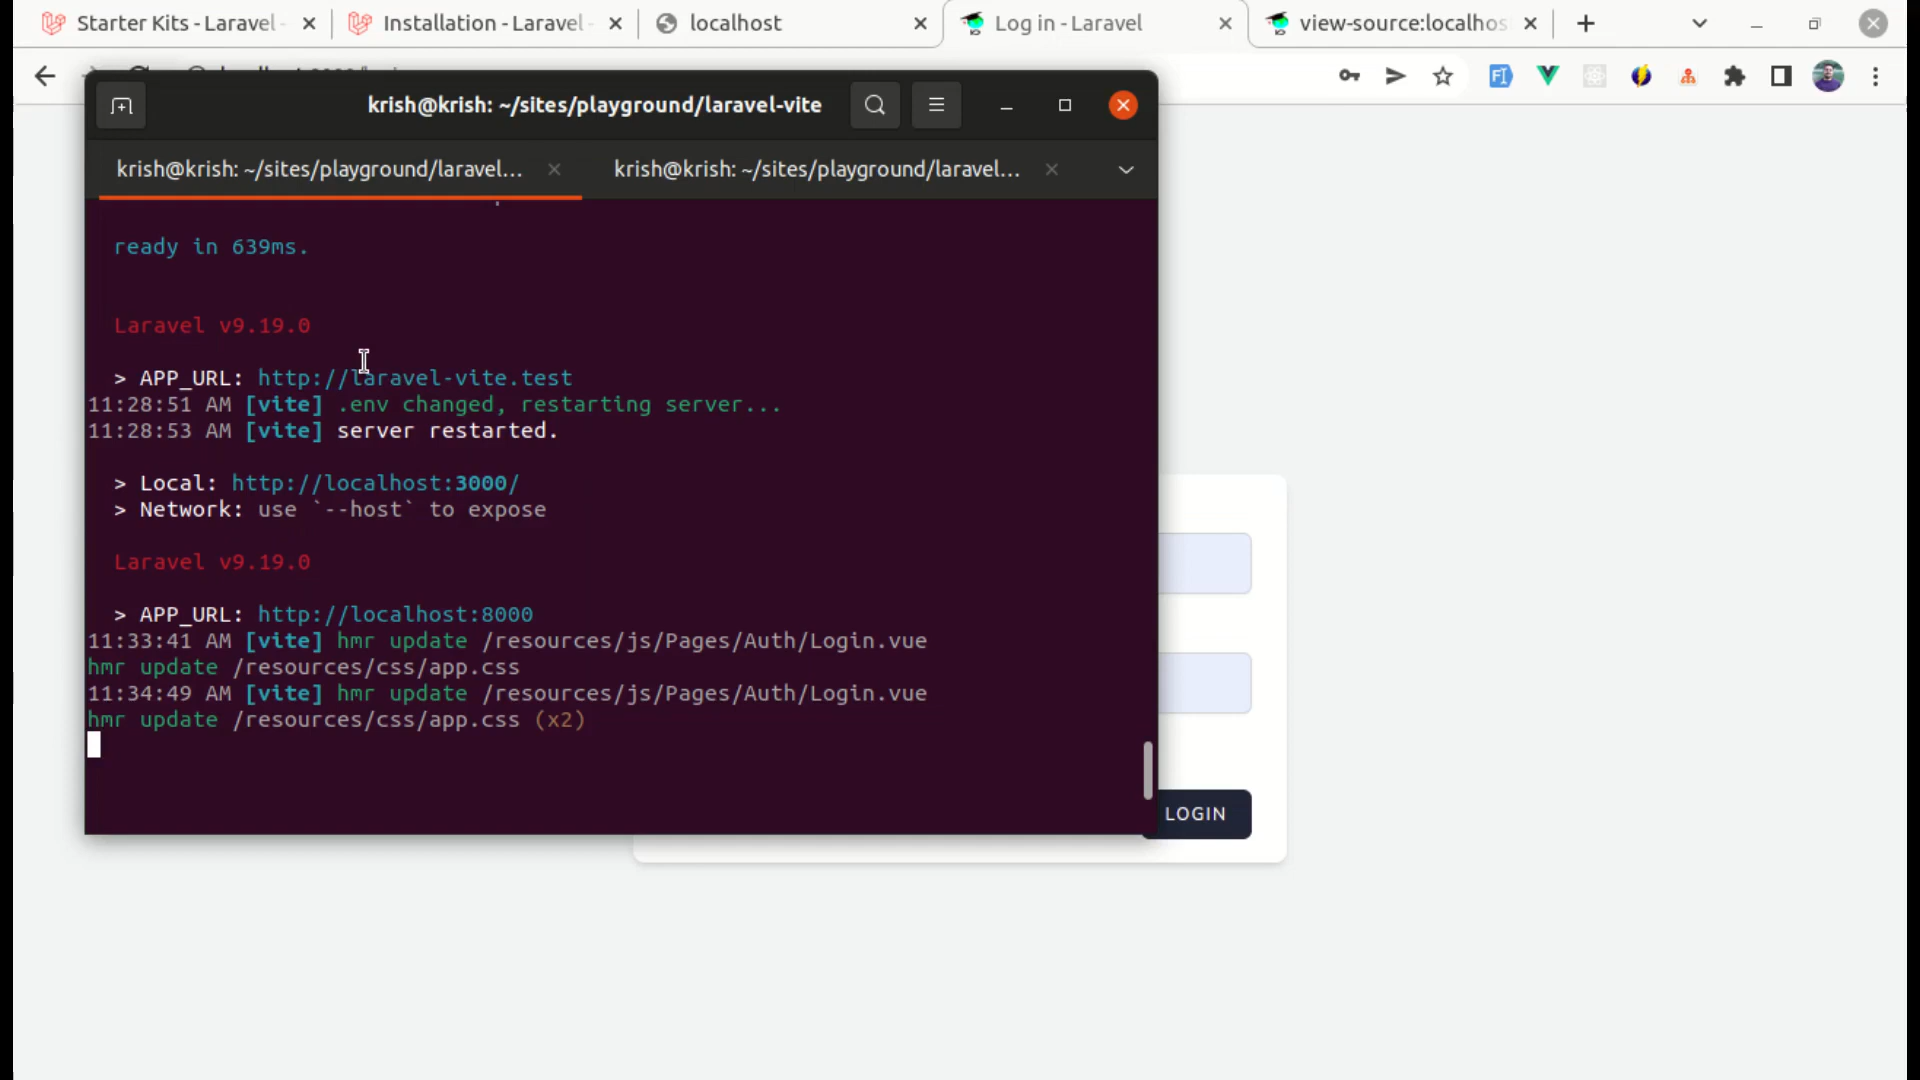 Starter Kits - Laravel -
Installation - Laravel -
localhost
Log in - Laravel
view-source:localhos
krish@krish: ~/sites/playground/laravel-vite
krish@krish: ~/sites/playground/laravel...
krish@krish: ~/sites/playground/laravel...
ready in 639ms.
Laravel v9.19.0
> APP_URL: http://laravel-vite.test
11:28:51 AM [vite] .env changed, restarting server...
11:28:53 AM [vite] server restarted.
> Local: http://localhost:3000/
> Network: use `--host` to expose
Laravel v9.19.0
> APP_URL: http://localhost:8000
11:33:41 AM [vite] hmr update /resources/js/Pages/Auth/Login.vue
hmr update /resources/css/app.css
11:34:49 AM [vite] hmr update /resources/js/Pages/Auth/Login.vue
hmr update /resources/css/app.css (x2)
LOGIN